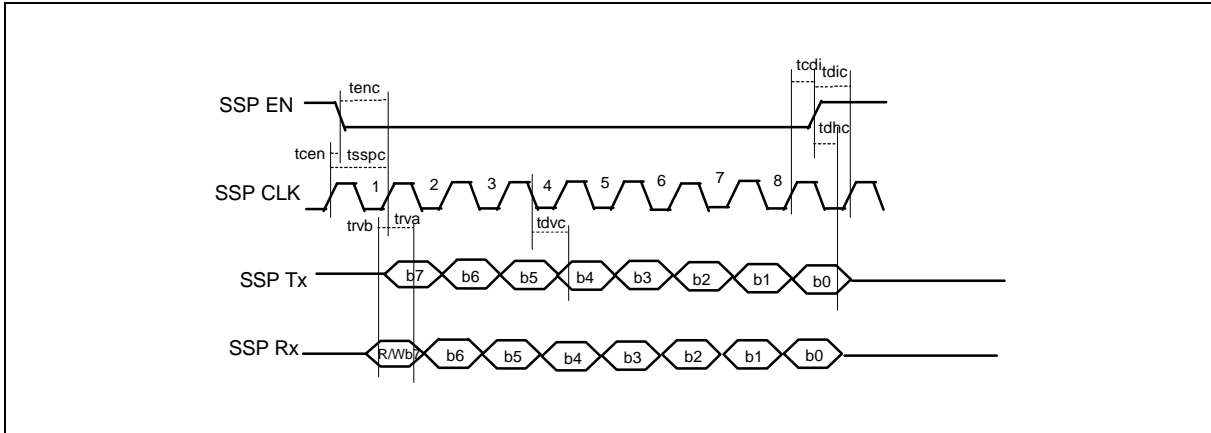 tcdi
tdic
tenc
SSP EN
tdhc
tcen
tsspc
SSP CLK
1 2 3 4 5 6 7 8
trvb
trva
tdvc
SSP Tx
b7 b6 b5 b4 b3 b2 b1 b0
SSP Rx
R/Wb7 b6 b5 b4 b3 b2 b1 b0